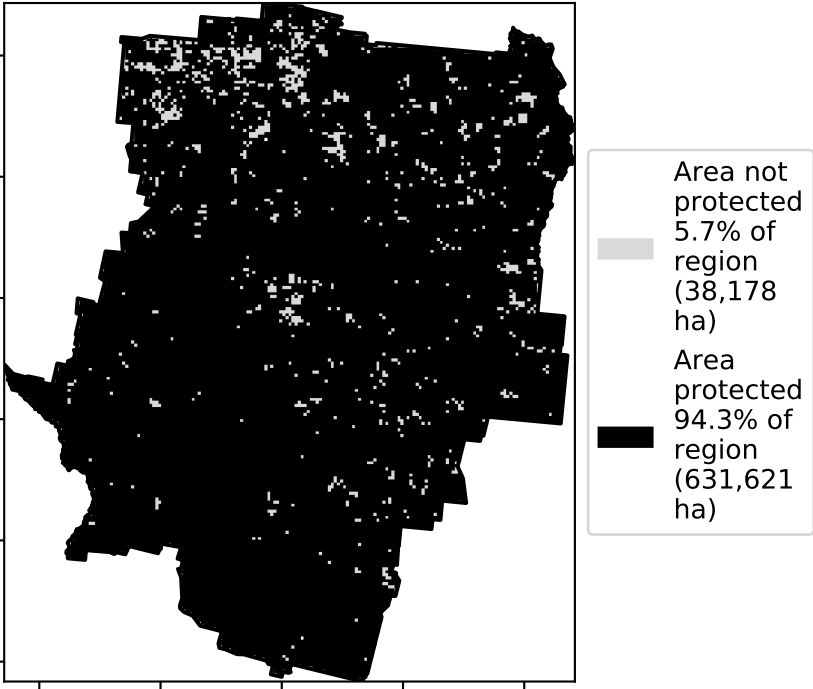 Area not
protected
5.7% of
region
(38,178
ha)
Area
protected
94.3% of
region
(631,621
ha)